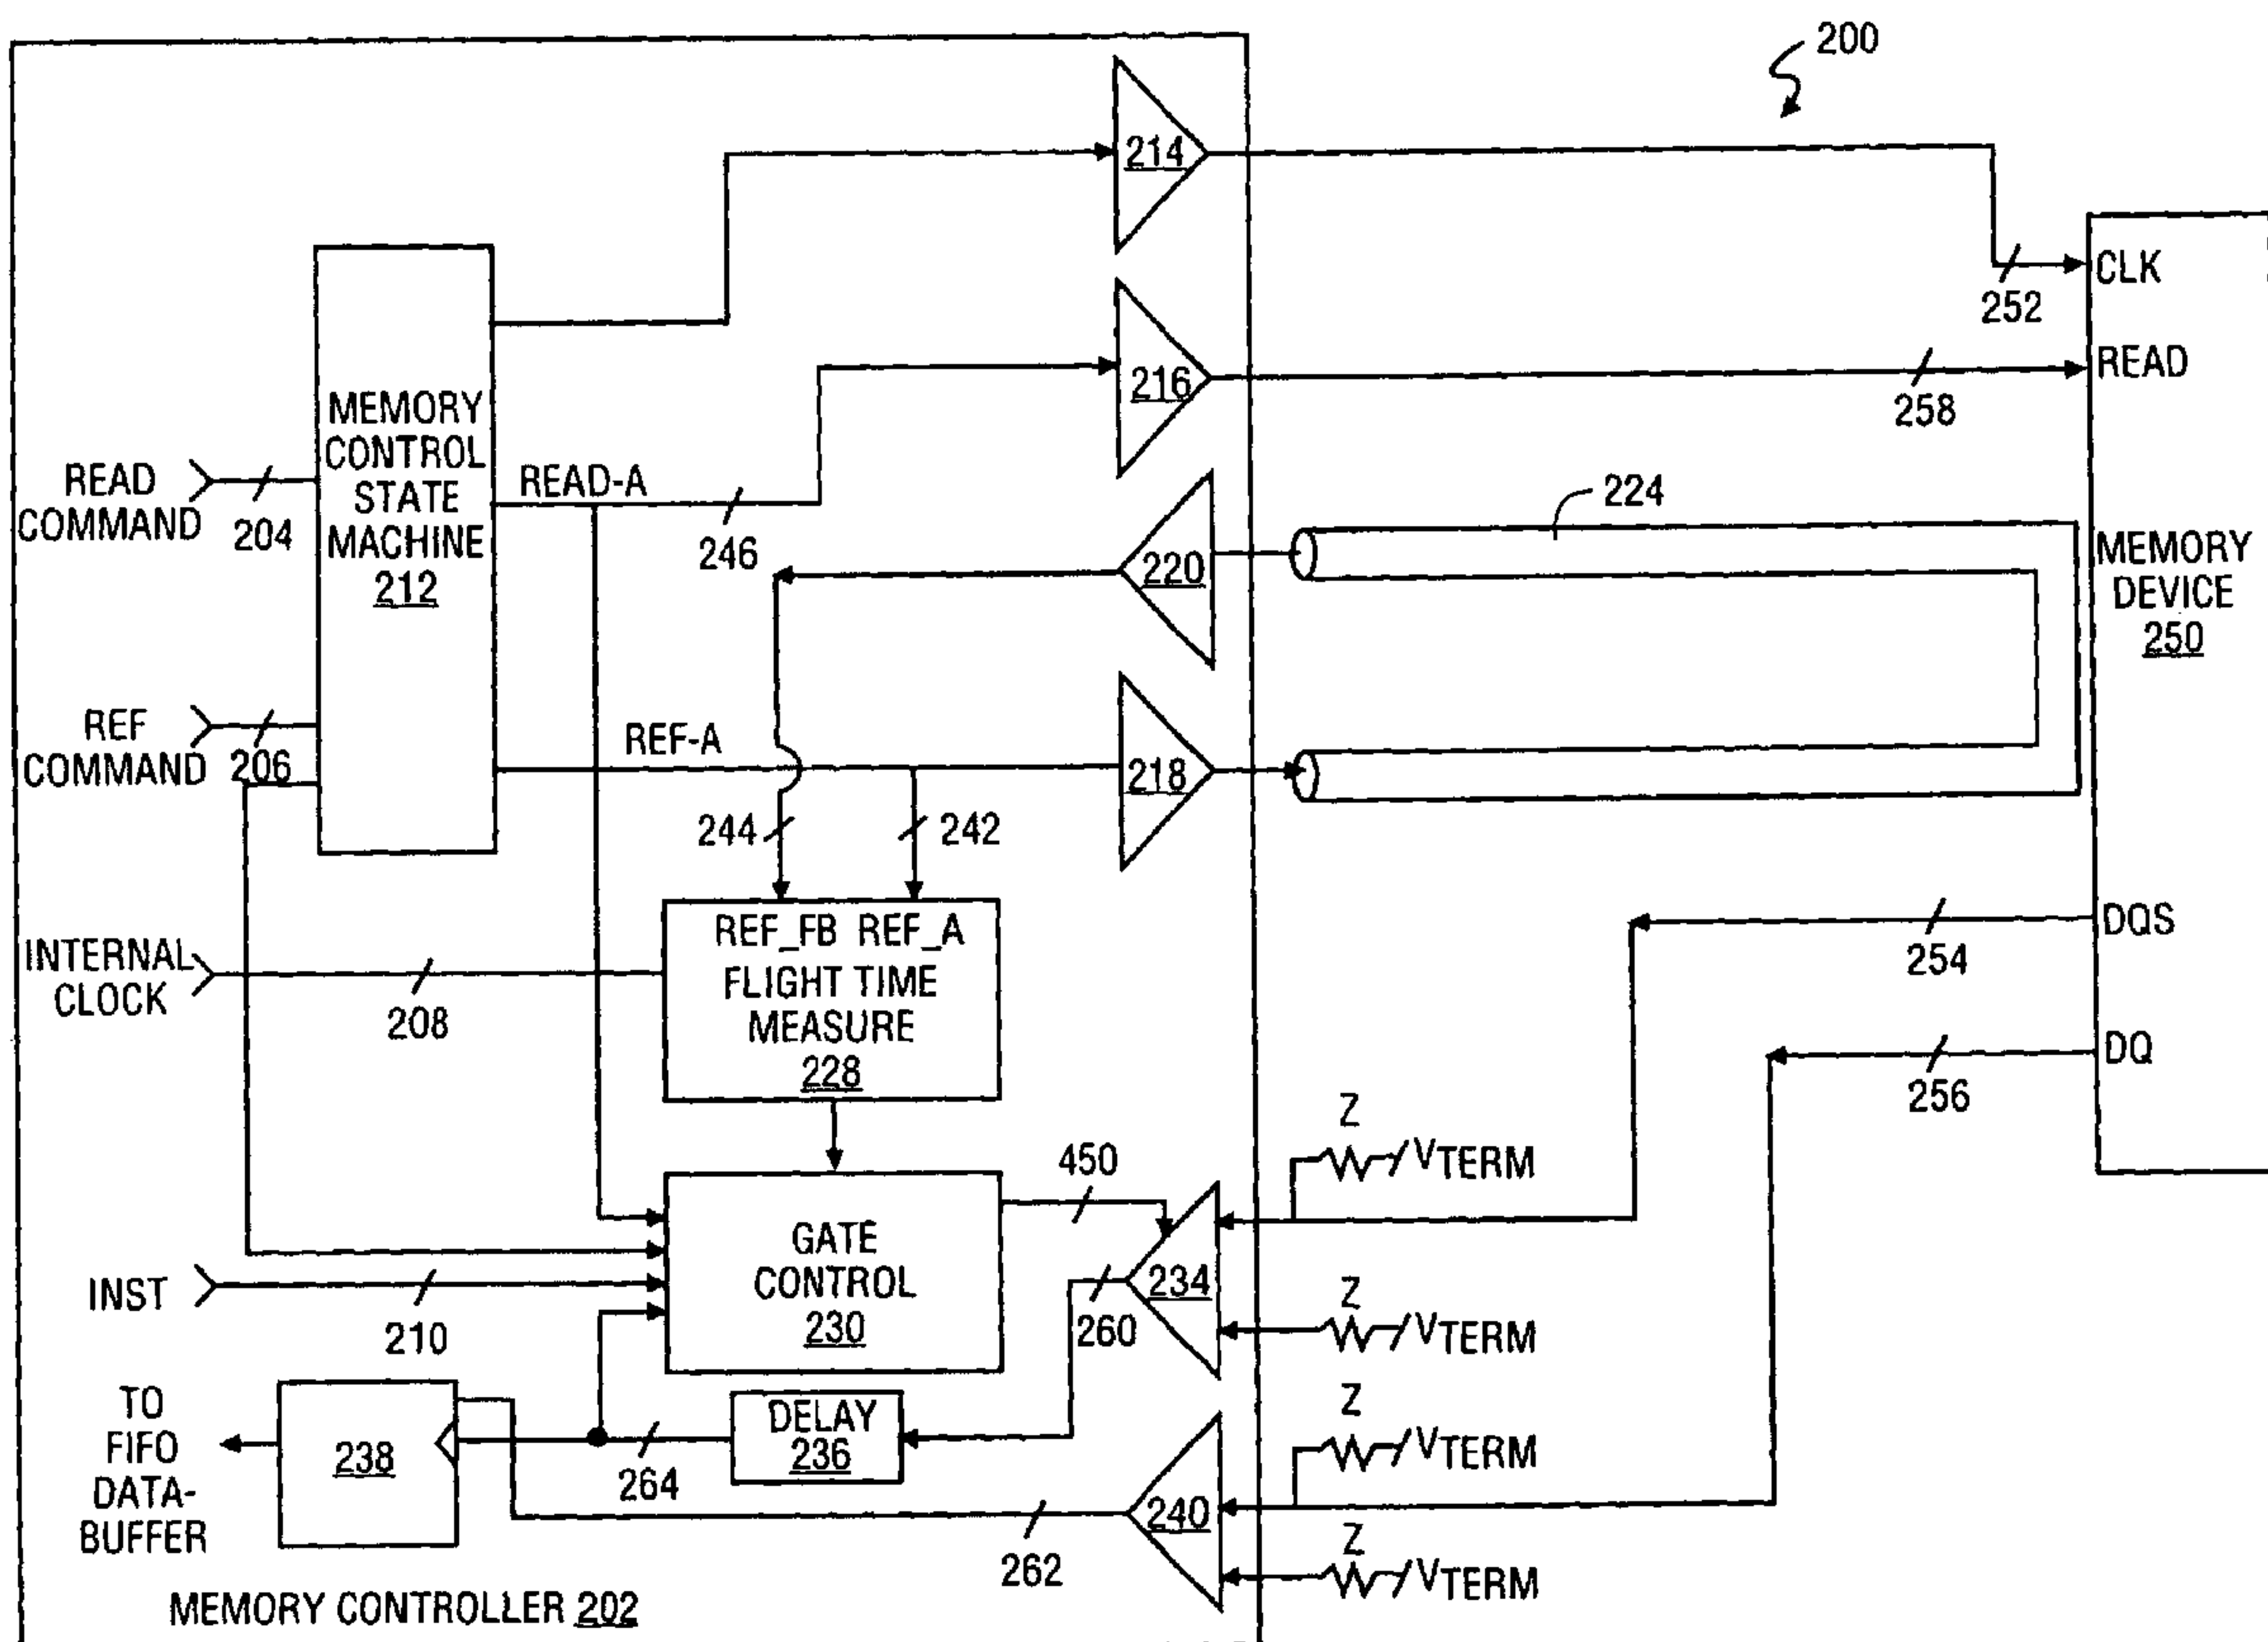 200
214
CLK
252
216
READ
258
MEMORY
CONTROL
STATE
MACHINE
212
READ
COMMAND
204
READ-A
246
220
224
MEMORY
DEVICE
250
REF
COMMAND
206
REF-A
218
244
242
REF_FB REF_A
FLIGHT TIME
MEASURE
228
INTERNAL
CLOCK
208
DQS
254
DQ
256
Z
VTERM
450
GATE
CONTROL
230
234
INST
210
260
Z
VTERM
TO
FIFO
DATA-
BUFFER
238
264
DELAY
236
Z
VTERM
240
262
Z
VTERM
MEMORY CONTROLLER 202